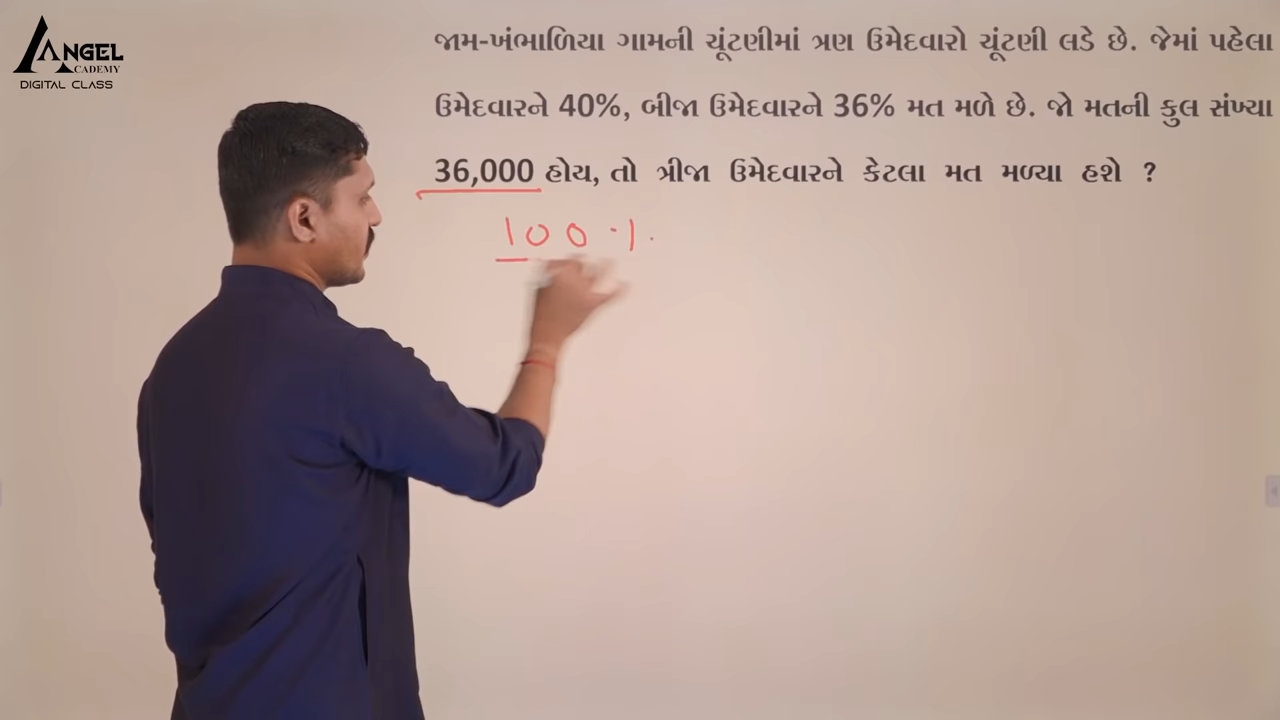 ANGEL
ACADEMY
DIGITAL CLASS
જામ-ખંભાળિયા ગામની ચૂંટણીમાં ત્રણ ઉમેદવારો ચૂંટણી લડે છે. જેમાં પહેલા
ઉમેદવારને 40%, બીજા ઉમેદવારને 36% મત મળે છે. જો મતની કુલ સંખ્યા
36,000 હોય, તો ત્રીજા ઉમેદવારને કેટલા મત મળ્યા હશે ?
100%